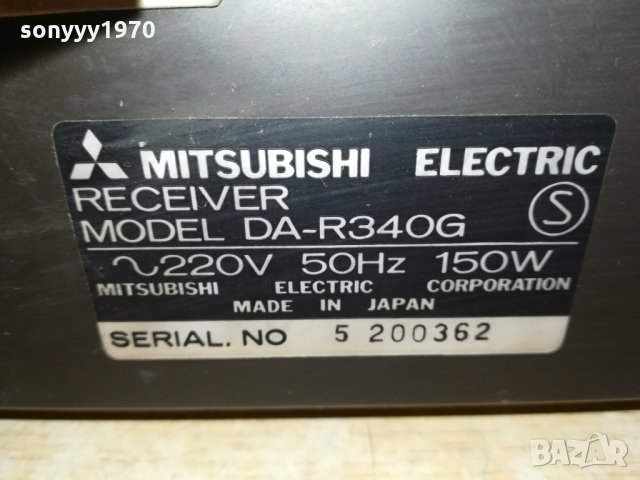 sonyyy1970
MITSUBISHI ELECTRIC
RECEIVER
MODEL DA-R340G
S
~220V 50Hz 150W
MITSUBISHI ELECTRIC CORPORATION
MADE IN JAPAN
SERIAL. NO 5 200362
BAZAR